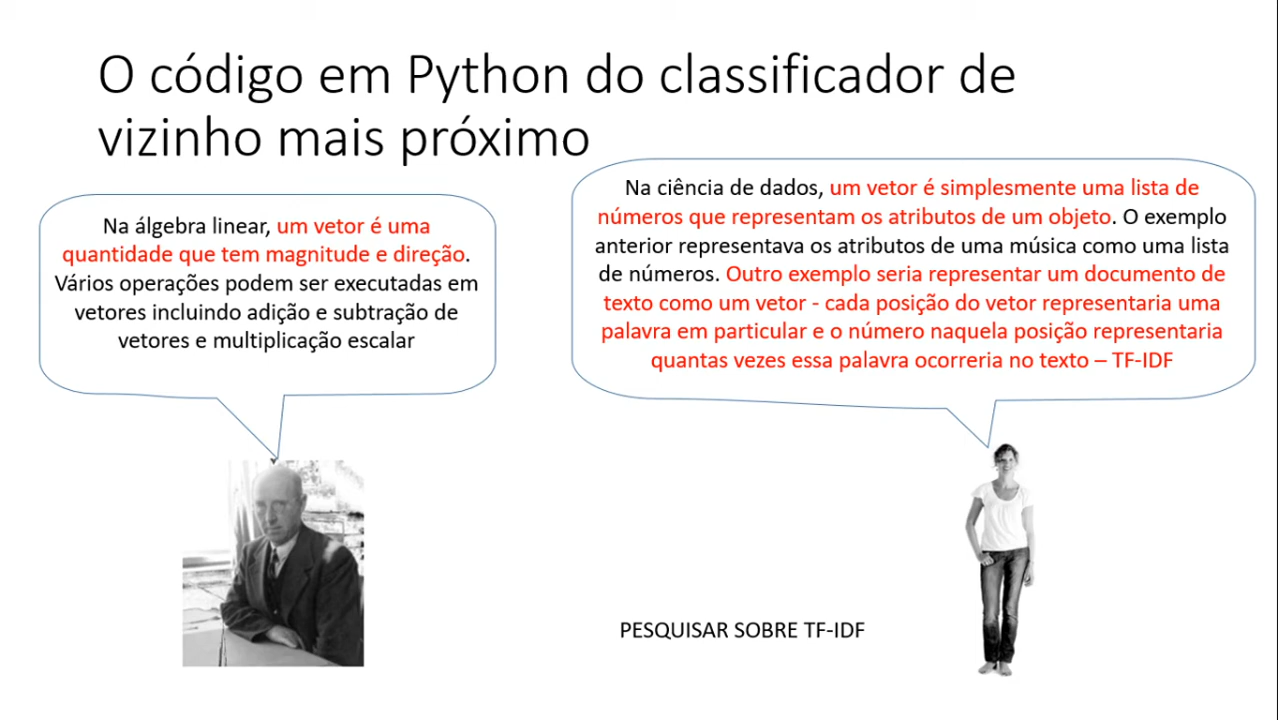 O código em Python do classificador de
vizinho mais próximo
Na álgebra linear, um vetor é uma
quantidade que tem magnitude e direção.
Vários operações podem ser executadas em
vetores incluindo adição e subtração de
vetores e multiplicação escalar
Na ciência de dados, um vetor é simplesmente uma lista de
números que representam os atributos de um objeto. O exemplo
anterior representava os atributos de uma música como uma lista
de números. Outro exemplo seria representar um documento de
texto como um vetor - cada posição do vetor representaria uma
palavra em particular e o número naquela posição representaria
quantas vezes essa palavra ocorreria no texto – TF-IDF
PESQUISAR SOBRE TF-IDF